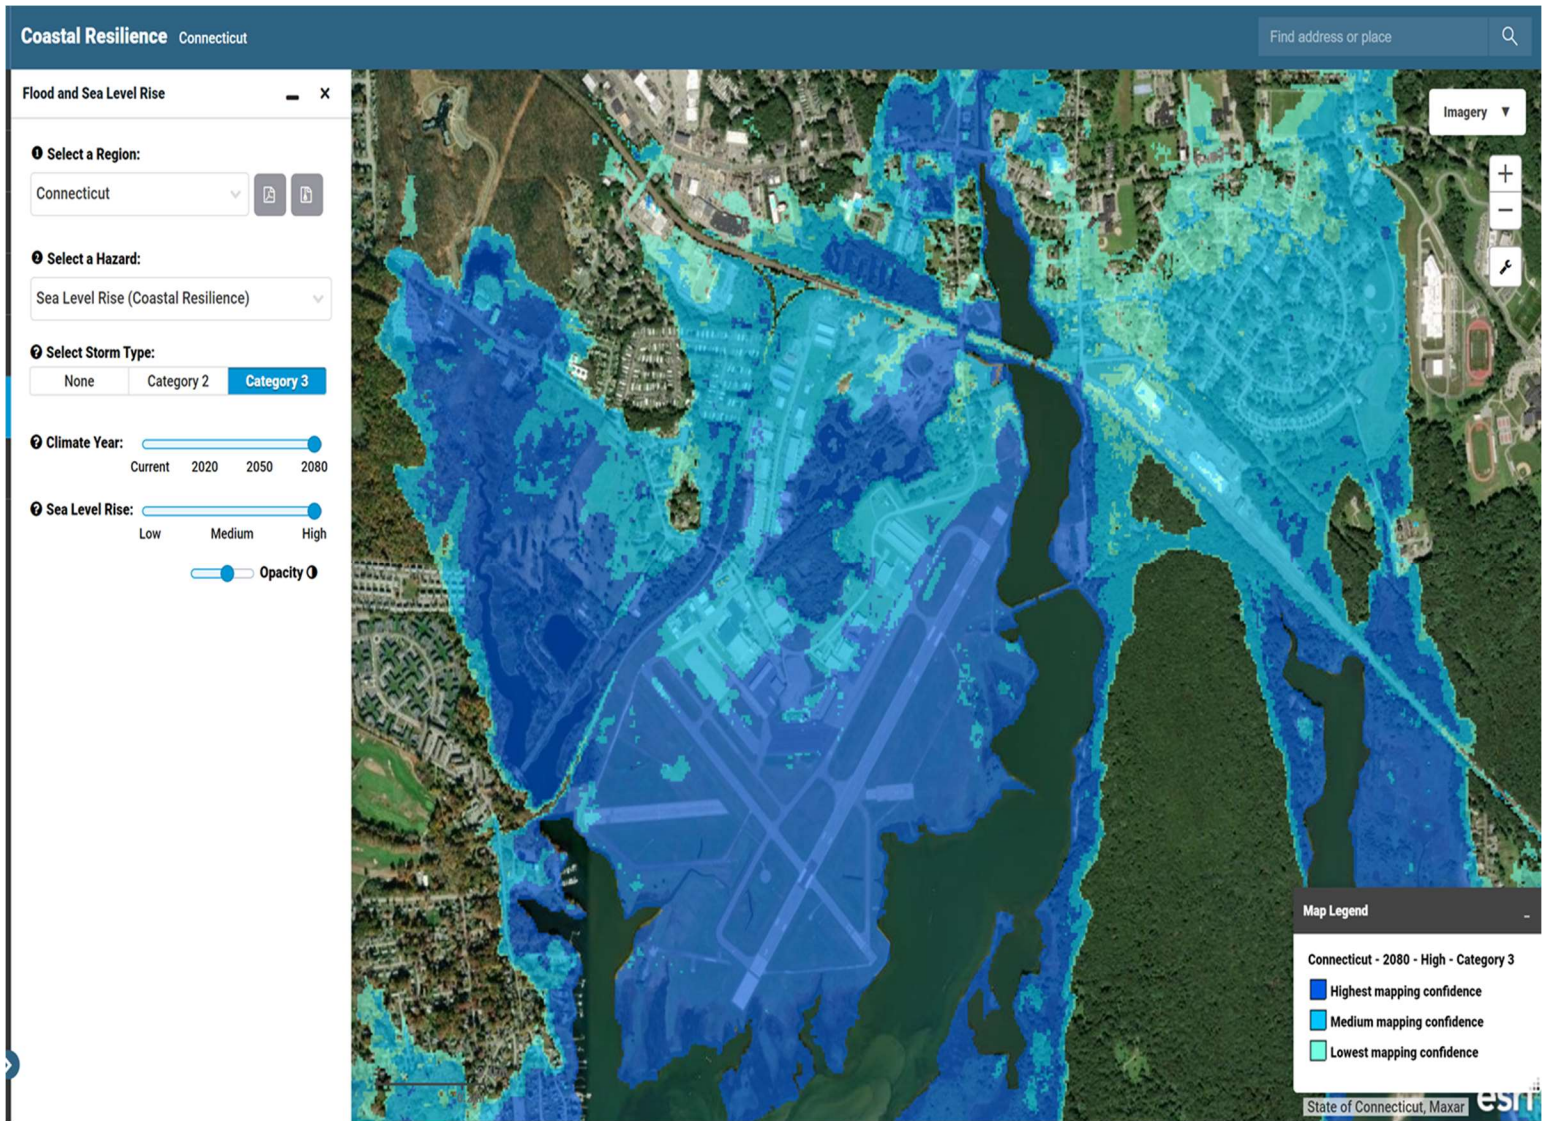 Coastal Resilience Connecticut
Find address or place
Flood and Sea Level Rise
Imagery
1 Select a Region:
Connecticut
2 Select a Hazard:
Sea Level Rise (Coastal Resilience)
? Select Storm Type:
None Category 2 Category 3
? Climate Year:
Current 2020 2050 2080
? Sea Level Rise:
Low Medium High
Opacity
Map Legend
Connecticut - 2080 - High - Category 3
Highest mapping confidence
Medium mapping confidence
Lowest mapping confidence
State of Connecticut, Maxar
esri